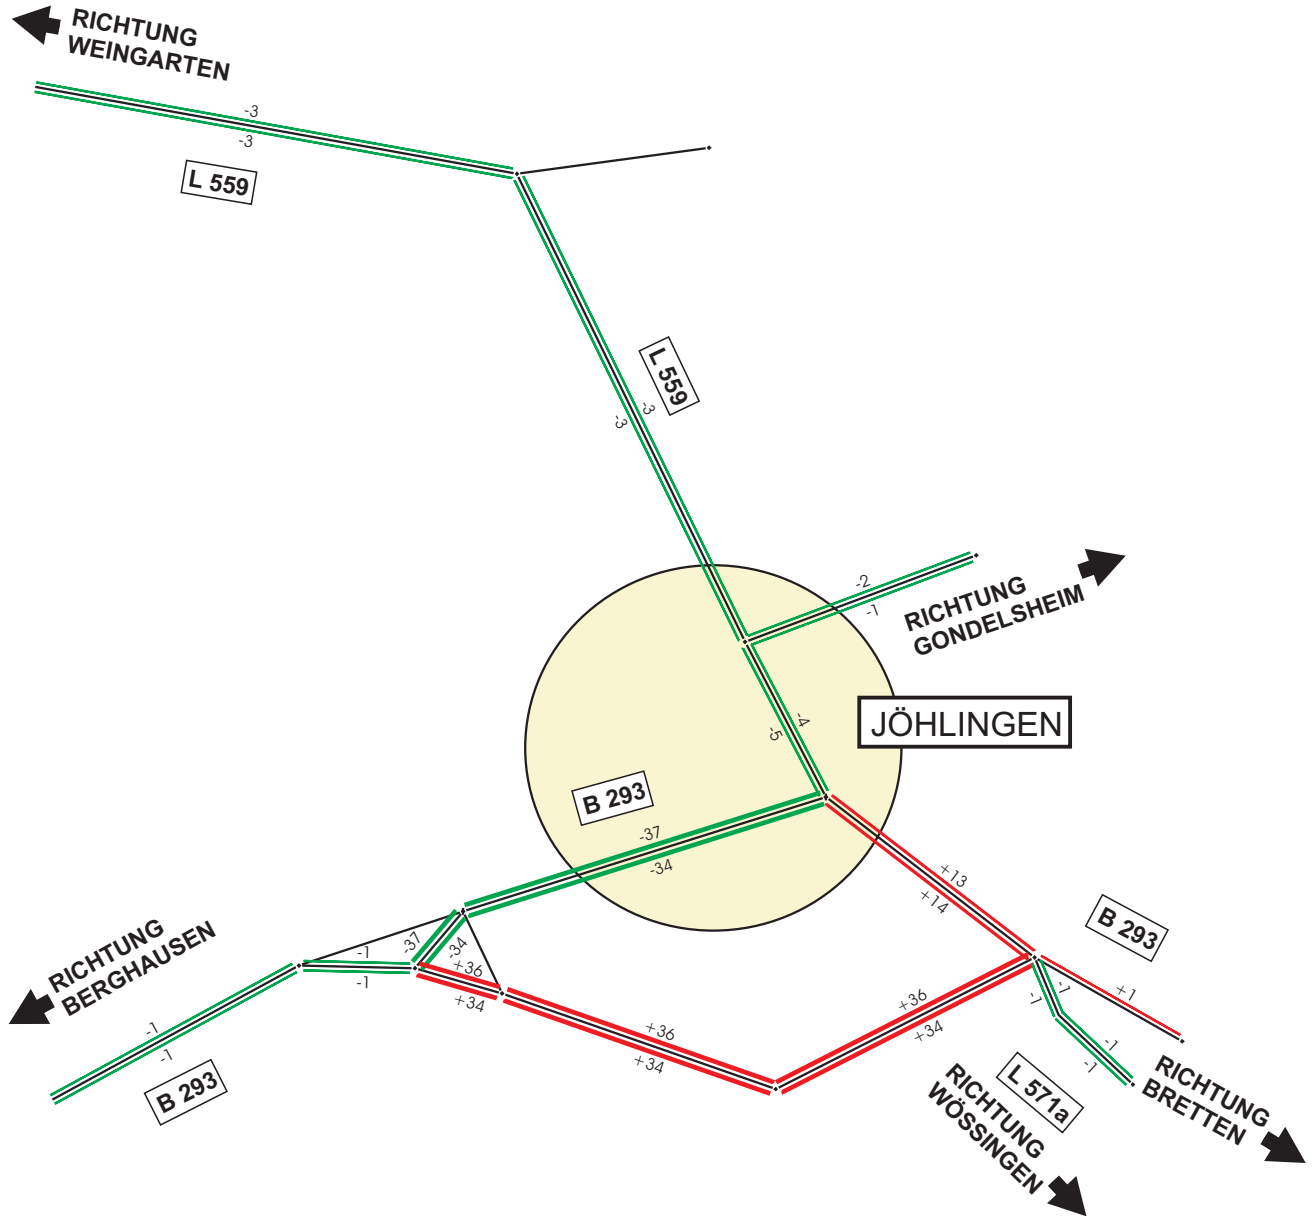 RICHTUNG
WEINGARTEN
-3
-3
L 559
L 559
-3
-3
-2
-1
RICHTUNG
GONDELSHEIM
JÖHLINGEN
-4
-5
B 293
-37
-34
+13
+14
B 293
RICHTUNG
BERGHAUSEN
-1
-1
-37
-34
+36
+34
-1
-1
B 293
+36
+34
+36
+34
-1
-1
+1
-1
-1
L 571a
RICHTUNG
WÖSSINGEN
RICHTUNG
BRETTEN